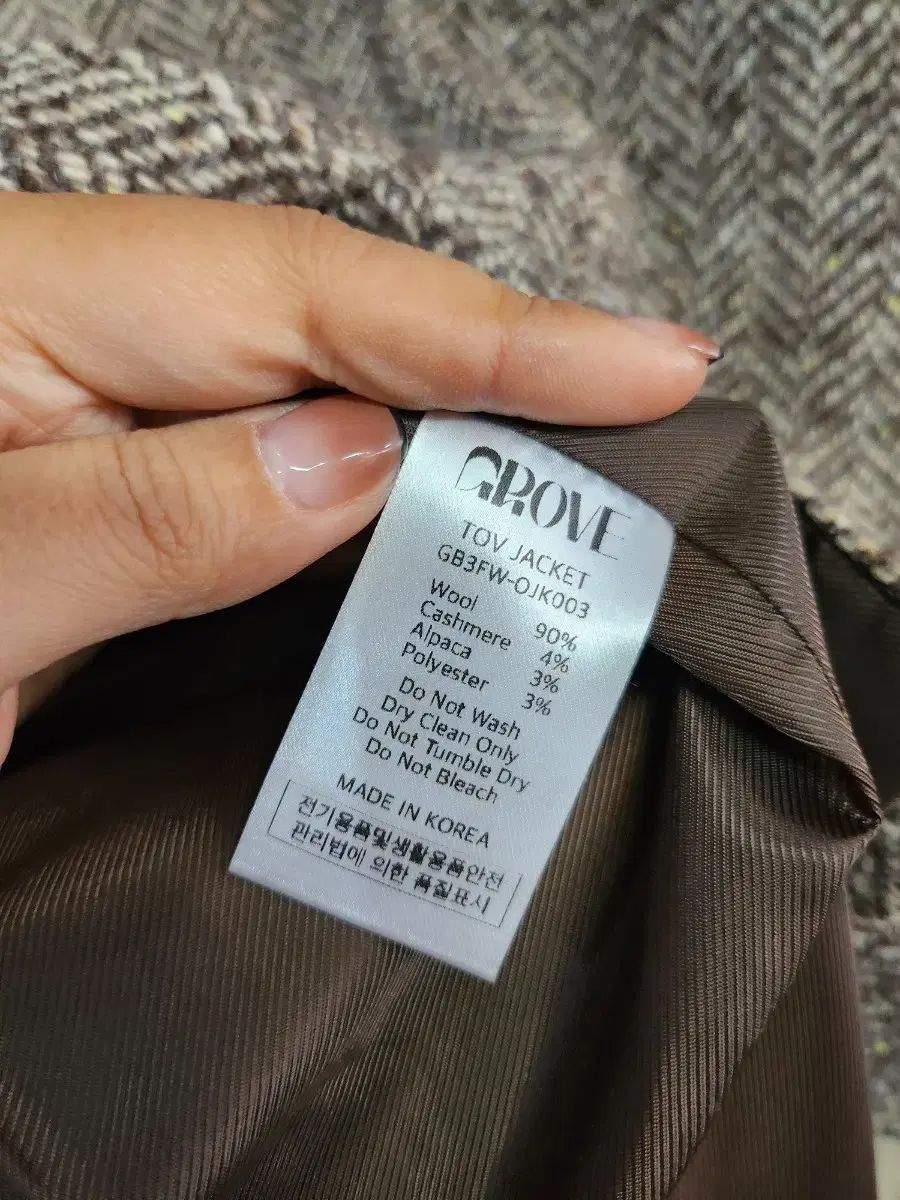 GROVE
TOV JACKET
GB3FW-OJK003
Wool 90%
Cashmere 4%
Alpaca 3%
Polyester 3%
Do Not Wash
Dry Clean Only
Do Not Tumble Dry
Do Not Bleach
MADE IN KOREA
전기용품및생활용품안전
관리법에 의한 품질표시